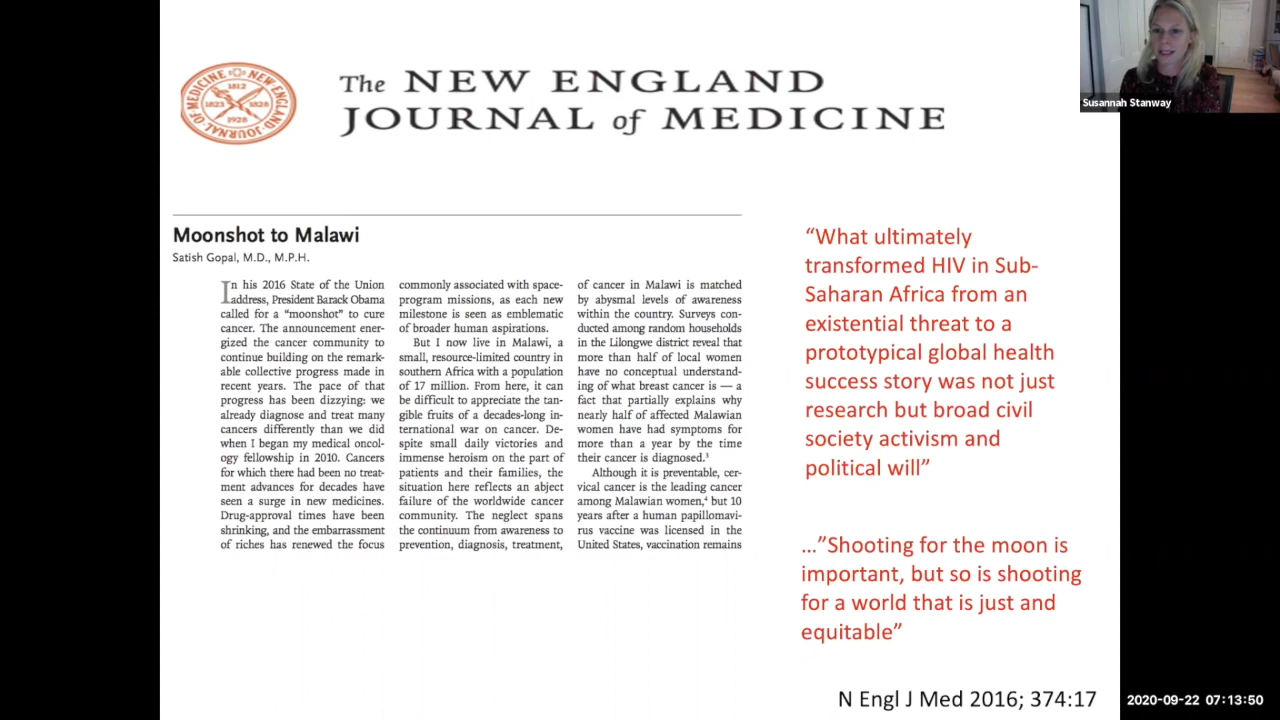 Susannah Stanway
MEDICINE NEW ENGLAND JOURNAL OF MEDICINE
1812
1823
1828
1928
The NEW ENGLAND
JOURNAL of MEDICINE
Moonshot to Malawi
Satish Gopal, M.D., M.P.H.
In his 2016 State of the Union
address, President Barack Obama
called for a “moonshot” to cure
cancer. The announcement ener-
gized the cancer community to
continue building on the remark-
able collective progress made in
recent years. The pace of that
progress has been dizzying: we
already diagnose and treat many
cancers differently than we did
when I began my medical oncol-
ogy fellowship in 2010. Cancers
for which there had been no treat-
ment advances for decades have
seen a surge in new medicines.
Drug-approval times have been
shrinking, and the embarrassment
of riches has renewed the focus
commonly associated with space-
program missions, as each new
milestone is seen as emblematic
of broader human aspirations.
But I now live in Malawi, a
small, resource-limited country in
southern Africa with a population
of 17 million. From here, it can
be difficult to appreciate the tan-
gible fruits of a decades-long in-
ternational war on cancer. De-
spite small daily victories and
immense heroism on the part of
patients and their families, the
situation here reflects an abject
failure of the worldwide cancer
community. The neglect spans
the continuum from awareness to
prevention, diagnosis, treatment,
of cancer in Malawi is matched
by abysmal levels of awareness
within the country. Surveys con-
ducted among random households
in the Lilongwe district reveal that
more than half of local women
have no conceptual understand-
ing of what breast cancer is — a
fact that partially explains why
nearly half of affected Malawian
women have had symptoms for
more than a year by the time
their cancer is diagnosed.³
Although it is preventable, cer-
vical cancer is the leading cancer
among Malawian women,⁴ but 10
years after a human papillomavi-
rus vaccine was licensed in the
United States, vaccination remains
“What ultimately
transformed HIV in Sub-
Saharan Africa from an
existential threat to a
prototypical global health
success story was not just
research but broad civil
society activism and
political will”
…”Shooting for the moon is
important, but so is shooting
for a world that is just and
equitable”
N Engl J Med 2016; 374:17
2020-09-22 07:13:50